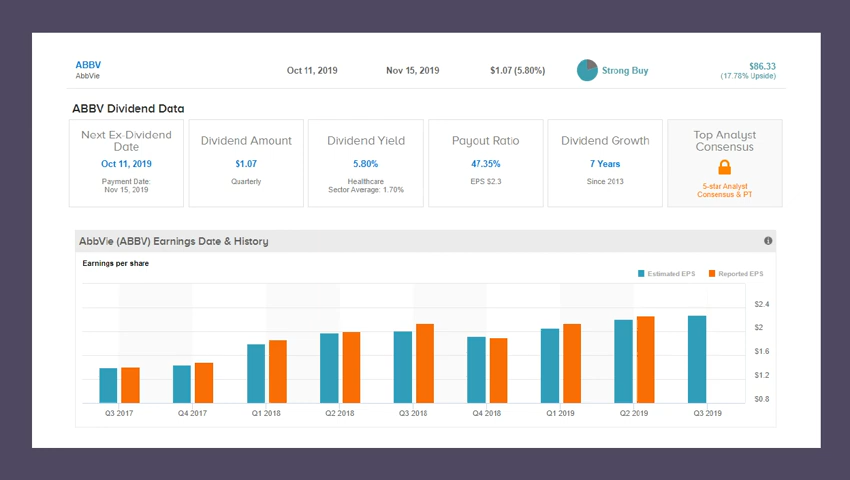 ABBV
AbbVie
Oct 11, 2019
Nov 15, 2019
$1.07 (5.80%)
Strong Buy
$86.33
(17.78% Upside)
ABBV Dividend Data
Next Ex-Dividend
Date
Oct 11, 2019
Payment Date:
Nov 15, 2019
Dividend Amount
$1.07
Quarterly
Dividend Yield
5.80%
Healthcare
Sector Average: 1.70%
Payout Ratio
47.35%
EPS $2.3
Dividend Growth
7 Years
Since 2013
Top Analyst
Consensus
5-star Analyst
Consensus & PT
AbbVie (ABBV) Earnings Date & History
Earnings per share
Estimated EPS
Reported EPS
$2.4
$2
$1.6
$1.2
$0.8
Q3 2017
Q4 2017
Q1 2018
Q2 2018
Q3 2018
Q4 2018
Q1 2019
Q2 2019
Q3 2019